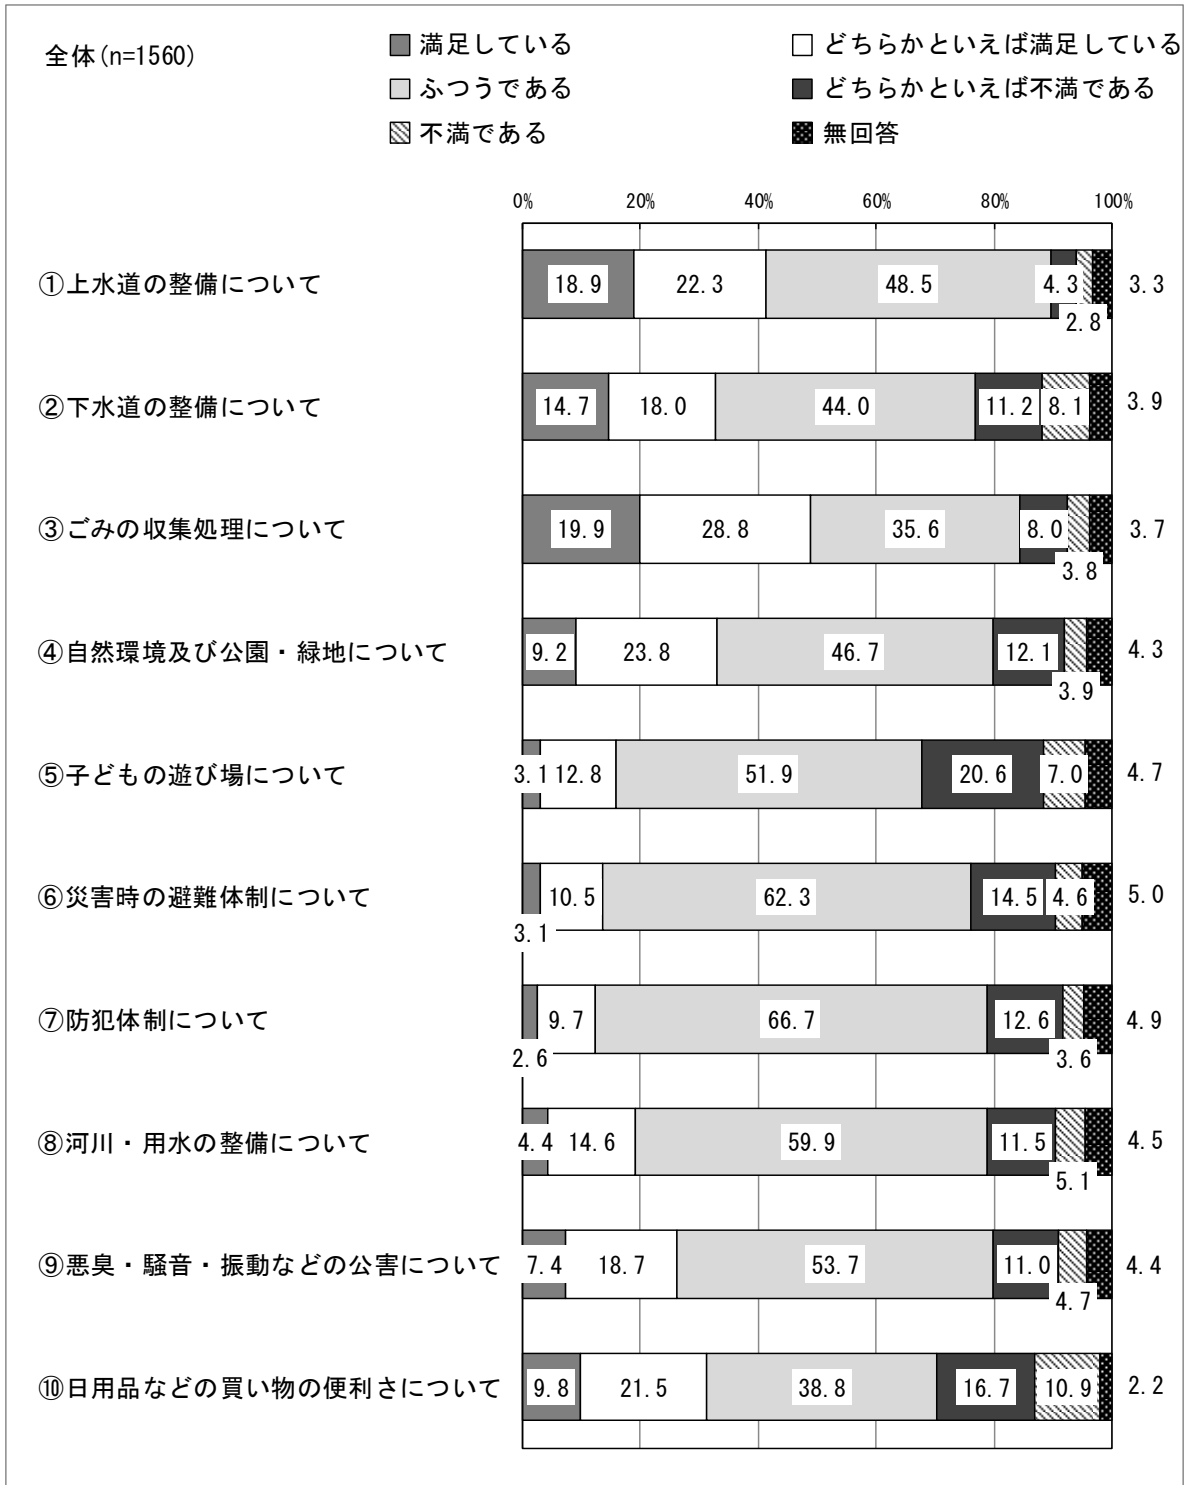 全体(n=1560)
満足している
どちらかといえば満足している
ふつうである
どちらかといえば不満である
不満である
無回答
0% 20% 40% 60% 80% 100%
①上水道の整備について 18.9 22.3 48.5 4.3 2.8 3.3
②下水道の整備について 14.7 18.0 44.0 11.2 8.1 3.9
③ごみの収集処理について 19.9 28.8 35.6 8.0 3.8 3.7
④自然環境及び公園・緑地について 9.2 23.8 46.7 12.1 3.9 4.3
⑤子どもの遊び場について 3.1 12.8 51.9 20.6 7.0 4.7
⑥災害時の避難体制について 3.1 10.5 62.3 14.5 4.6 5.0
⑦防犯体制について 2.6 9.7 66.7 12.6 3.6 4.9
⑧河川・用水の整備について 4.4 14.6 59.9 11.5 5.1 4.5
⑨悪臭・騒音・振動などの公害について 7.4 18.7 53.7 11.0 4.7 4.4
⑩日用品などの買い物の便利さについて 9.8 21.5 38.8 16.7 10.9 2.2